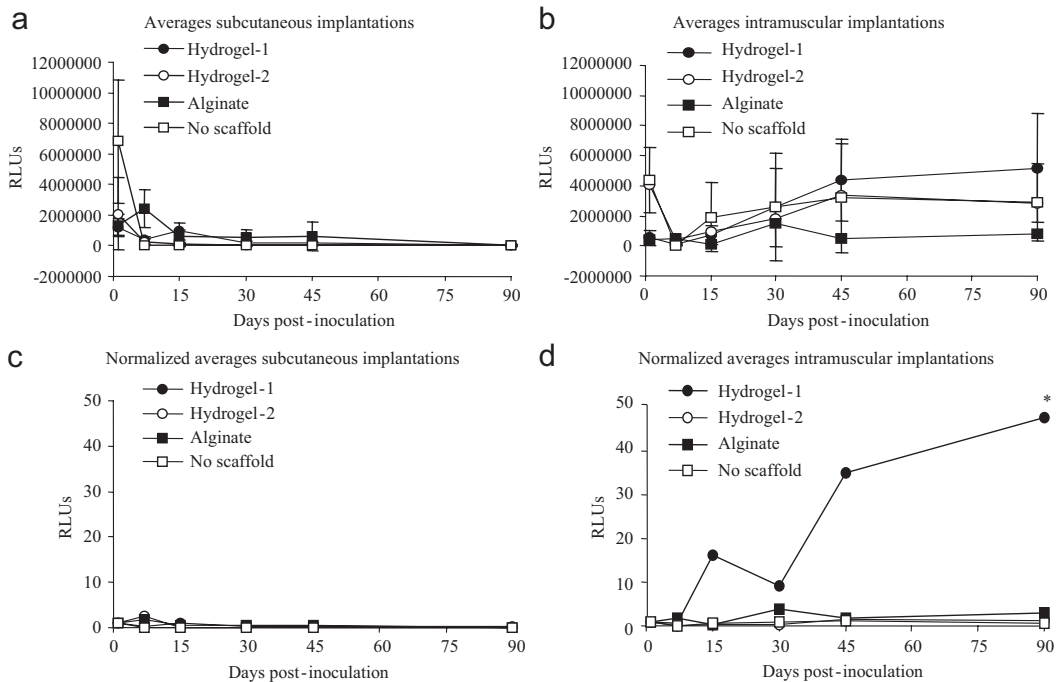 a
Averages subcutaneous implantations
Hydrogel-1
Hydrogel-2
Alginate
No scaffold
12000000
10000000
8000000
6000000
4000000
2000000
0
-2000000
RLUs
0 15 30 45 60 75 90
Days post-inoculation
b
Averages intramuscular implantations
Hydrogel-1
Hydrogel-2
Alginate
No scaffold
12000000
10000000
8000000
6000000
4000000
2000000
0
-2000000
RLUs
0 15 30 45 60 75 90
Days post-inoculation
c
Normalized averages subcutaneous implantations
Hydrogel-1
Hydrogel-2
Alginate
No scaffold
50
40
30
20
10
0
RLUs
0 15 30 45 60 75 90
Days post-inoculation
d
Normalized averages intramuscular implantations
Hydrogel-1
Hydrogel-2
Alginate
No scaffold
50
40
30
20
10
0
*
RLUs
0 15 30 45 60 75 90
Days post-inoculation